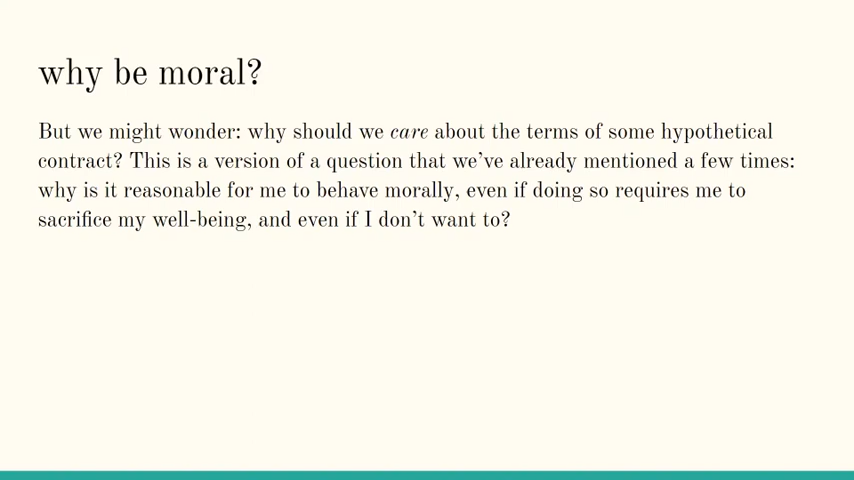 why be moral?
But we might wonder: why should we care about the terms of some hypothetical
contract? This is a version of a question that we’ve already mentioned a few times:
why is it reasonable for me to behave morally, even if doing so requires me to
sacrifice my well-being, and even if I don’t want to?